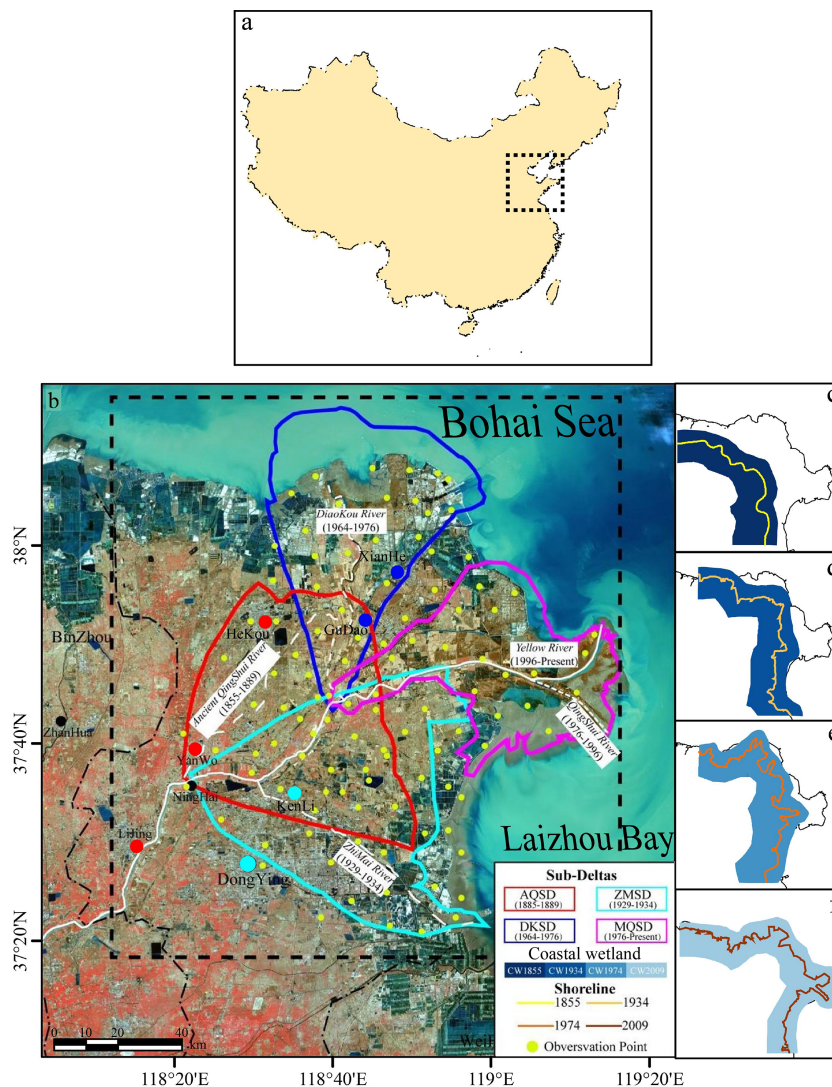 a
b
Bohai Sea
c
DiaoKou River
(1964-1976)
XianHe
38°N
HeKou
GuDao
BinZhou
Ancient QingShui River
(1855-1889)
Yellow River
(1996-Present)
QingShui River
(1976-1996)
d
37°40'N
ZhanHua
YanWo
NingHai
KenLi
LiJing
ZhiMai River
(1929-1934)
DongYing
Laizhou Bay
e
37°20'N
Sub-Deltas
AQSD
(1885-1889)
ZMSD
(1929-1934)
DKSD
(1964-1976)
MQSD
(1976-Present)
Coastal wetland
CW1855 CW1934 CW1974 CW2009
Shoreline
1855 1934
1974 2009
Obversvation Point
0 10 20 40
km
118°20'E 118°40'E 119°E 119°20'E